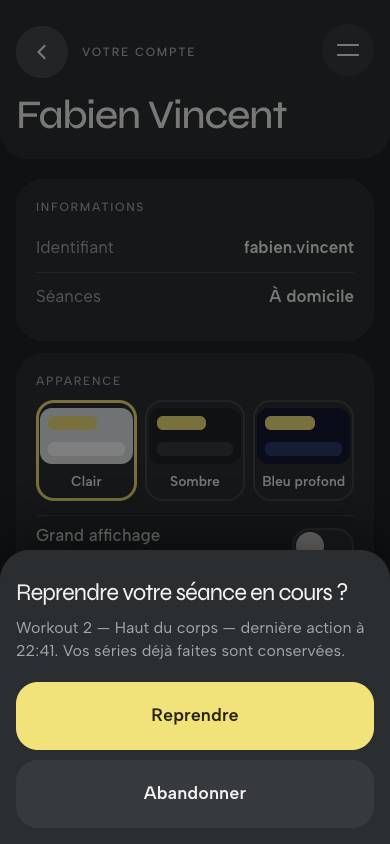 VOTRE COMPTE
Fabien Vincent
INFORMATIONS
Identifiant fabien.vincent
Séances À domicile
APPARENCE
Clair Sombre Bleu profond
Grand affichage
Reprendre votre séance en cours ?
Workout 2 — Haut du corps — dernière action à
22:41. Vos séries déjà faites sont conservées.
Reprendre
Abandonner